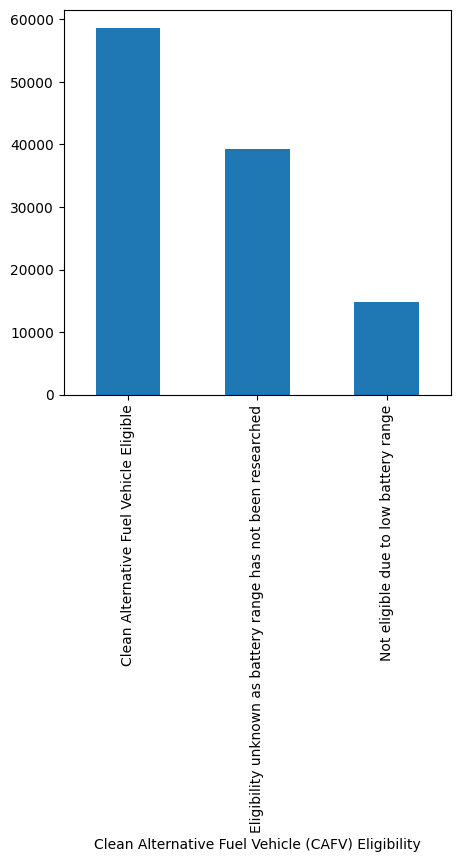 60000
50000
40000
30000
20000
10000
0
Clean Alternative Fuel Vehicle Eligible
Eligibility unknown as battery range has not been researched
Not eligible due to low battery range
Clean Alternative Fuel Vehicle (CAFV) Eligibility